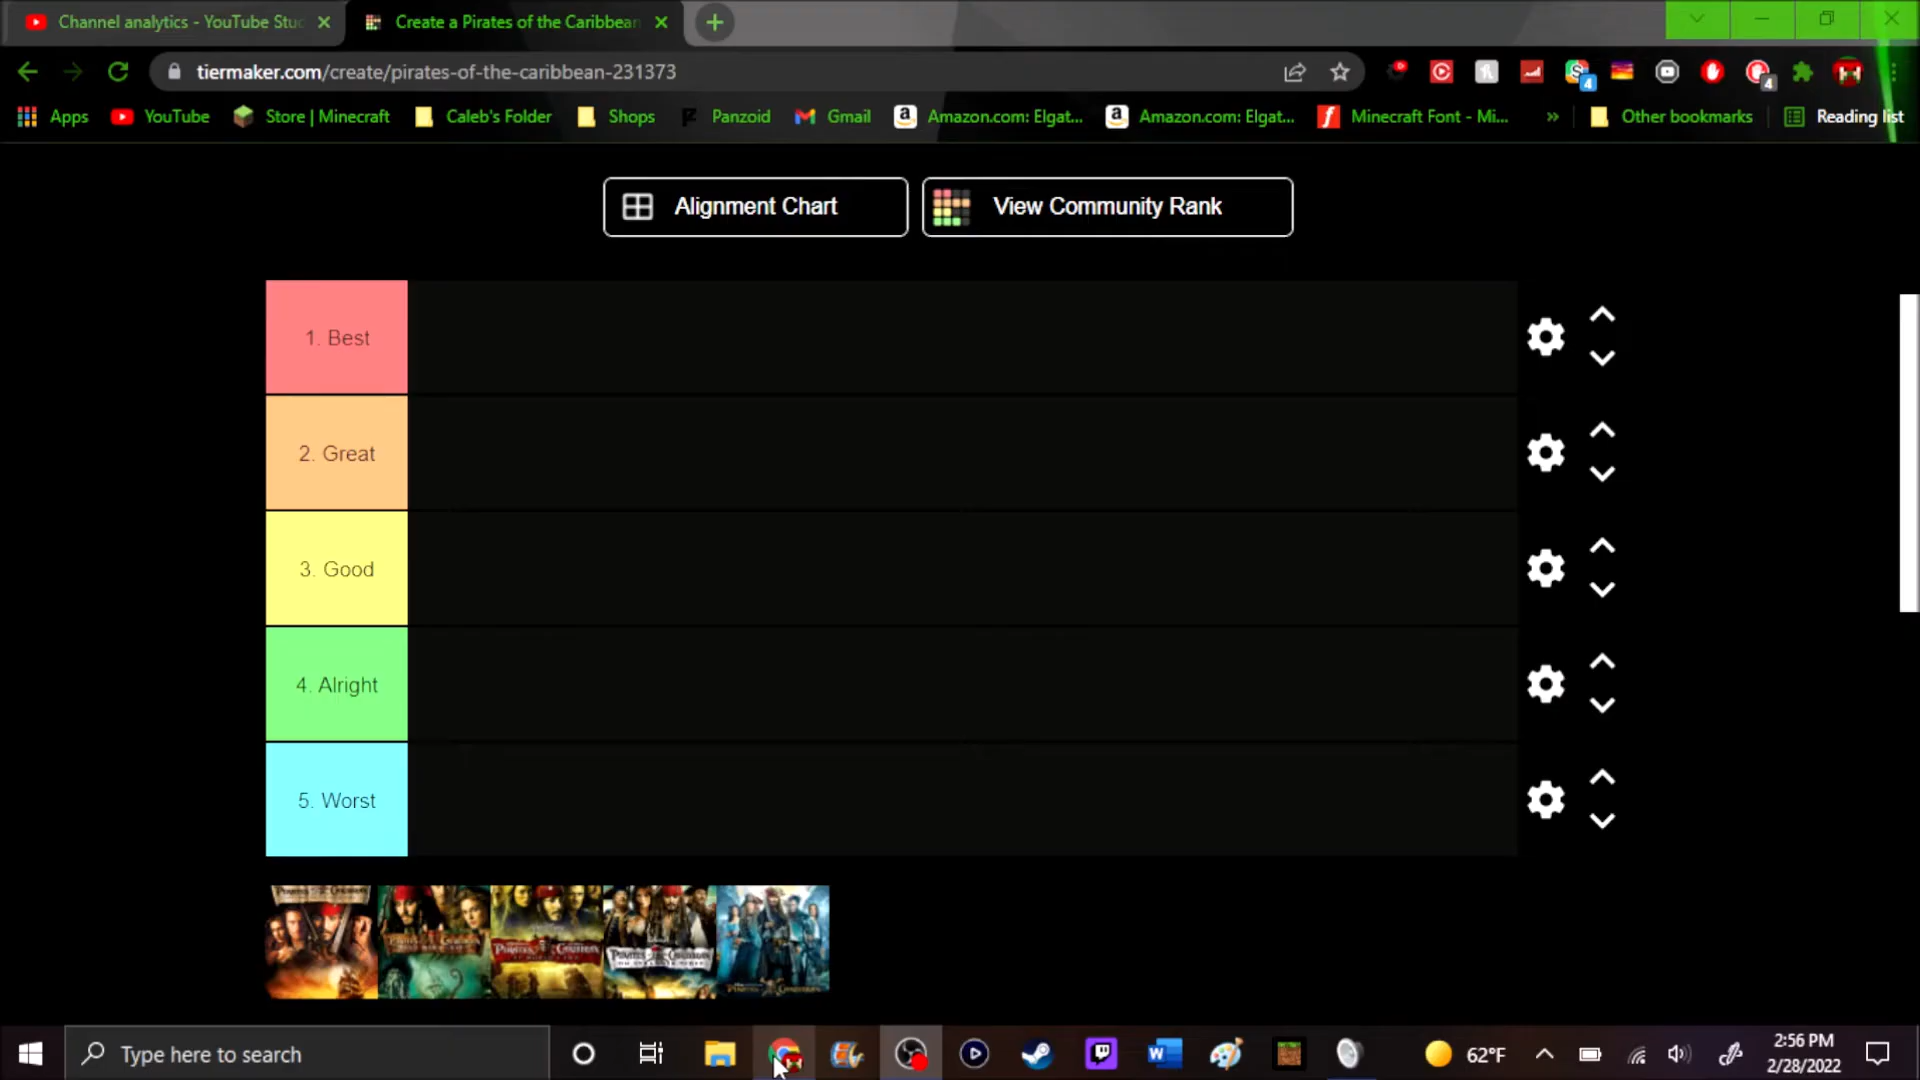 Channel analytics - YouTube Stu
Create a Pirates of the Caribbean
tiermaker.com/create/pirates-of-the-caribbean-231373
4
4
Apps
YouTube
Store | Minecraft
Caleb's Folder
Shops
Panzoid
Gmail
Amazon.com: Elgat...
Amazon.com: Elgat...
Minecraft Font - Mi...
Other bookmarks
Reading list
Alignment Chart
View Community Rank
1. Best
2. Great
3. Good
4. Alright
5. Worst
Type here to search
62°F
2:56 PM
2/28/2022